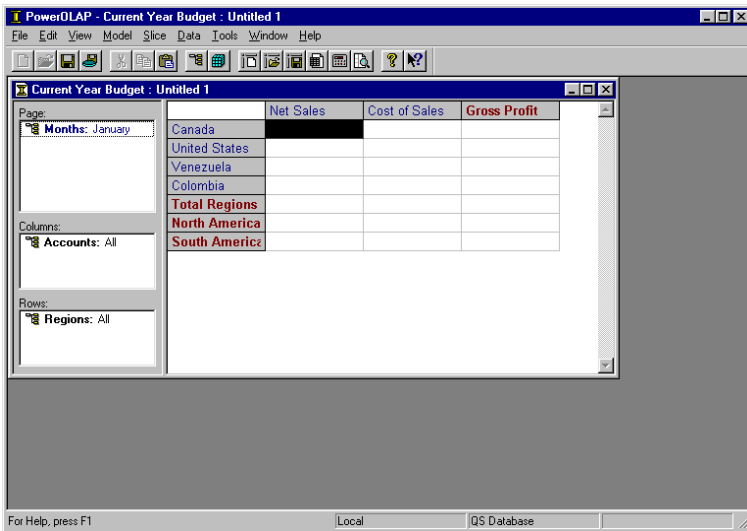 PowerOLAP - Current Year Budget : Untitled 1
File Edit View Model Slice Data Tools Window Help
Current Year Budget : Untitled 1
Page:
Months: January
Columns:
Accounts: All
Rows:
Regions: All
Net Sales Cost of Sales Gross Profit
Canada
United States
Venezuela
Colombia
Total Regions
North America
South America
For Help, press F1 Local QS Database